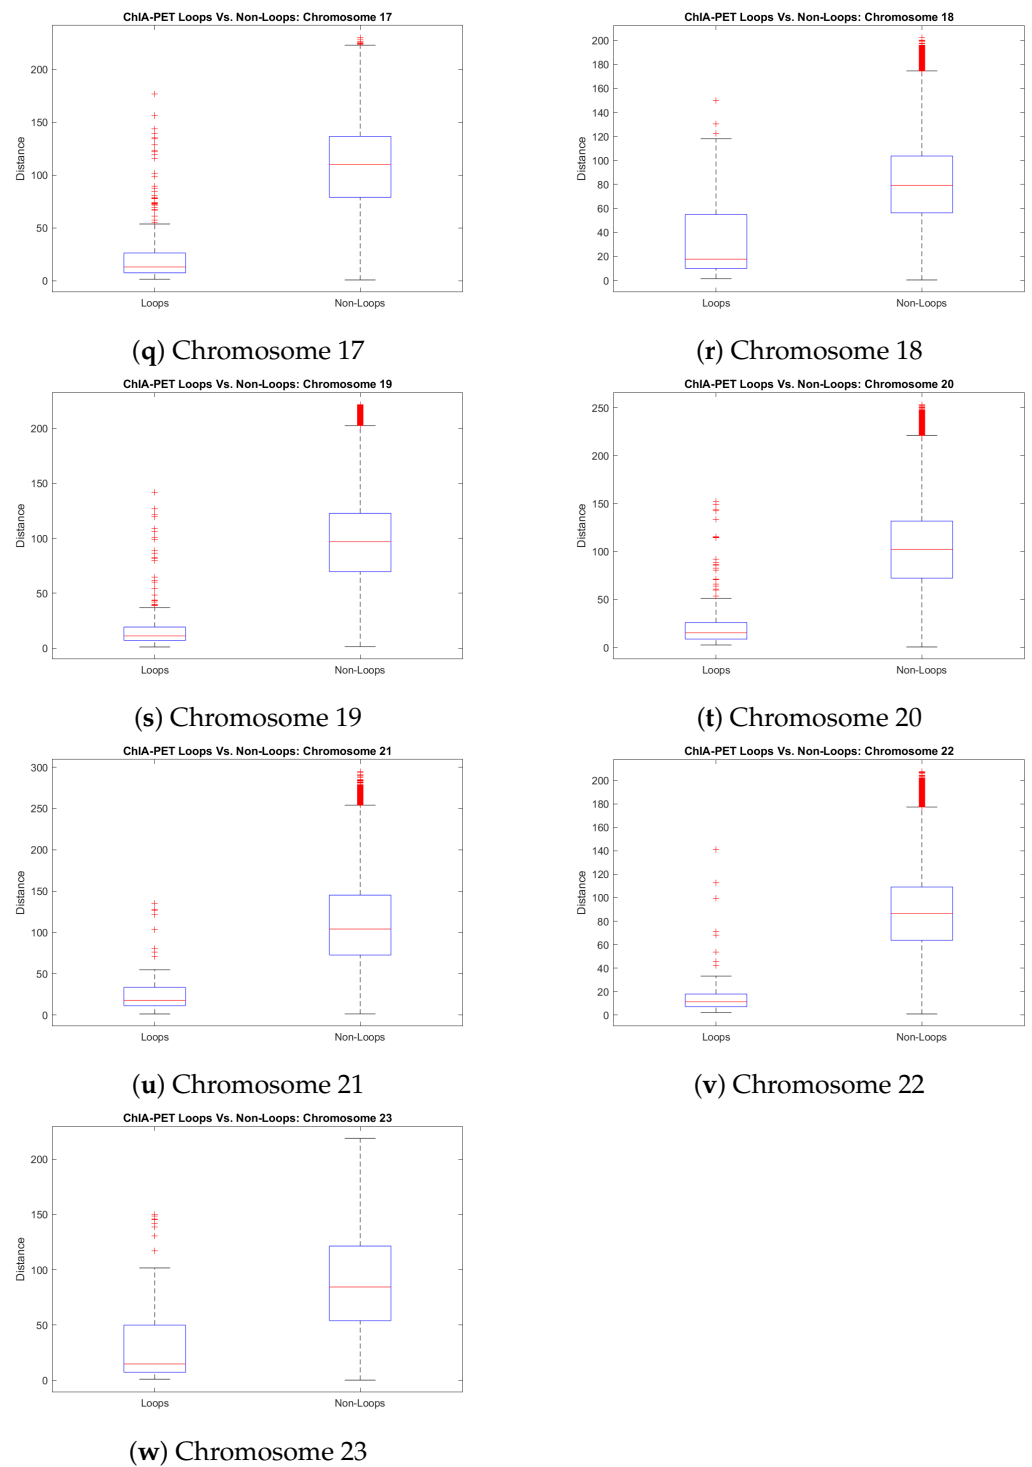 ChIA-PET Loops Vs. Non-Loops: Chromosome 17
Distance
200
150
100
50
0
Loops
Non-Loops
(q) Chromosome 17
ChIA-PET Loops Vs. Non-Loops: Chromosome 18
Distance
200
180
160
140
120
100
80
60
40
20
0
Loops
Non-Loops
(r) Chromosome 18
ChIA-PET Loops Vs. Non-Loops: Chromosome 19
Distance
200
150
100
50
0
Loops
Non-Loops
(s) Chromosome 19
ChIA-PET Loops Vs. Non-Loops: Chromosome 20
Distance
250
200
150
100
50
0
Loops
Non-Loops
(t) Chromosome 20
ChIA-PET Loops Vs. Non-Loops: Chromosome 21
Distance
300
250
200
150
100
50
0
Loops
Non-Loops
(u) Chromosome 21
ChIA-PET Loops Vs. Non-Loops: Chromosome 22
Distance
200
180
160
140
120
100
80
60
40
20
0
Loops
Non-Loops
(v) Chromosome 22
ChIA-PET Loops Vs. Non-Loops: Chromosome 23
Distance
200
150
100
50
0
Loops
Non-Loops
(w) Chromosome 23